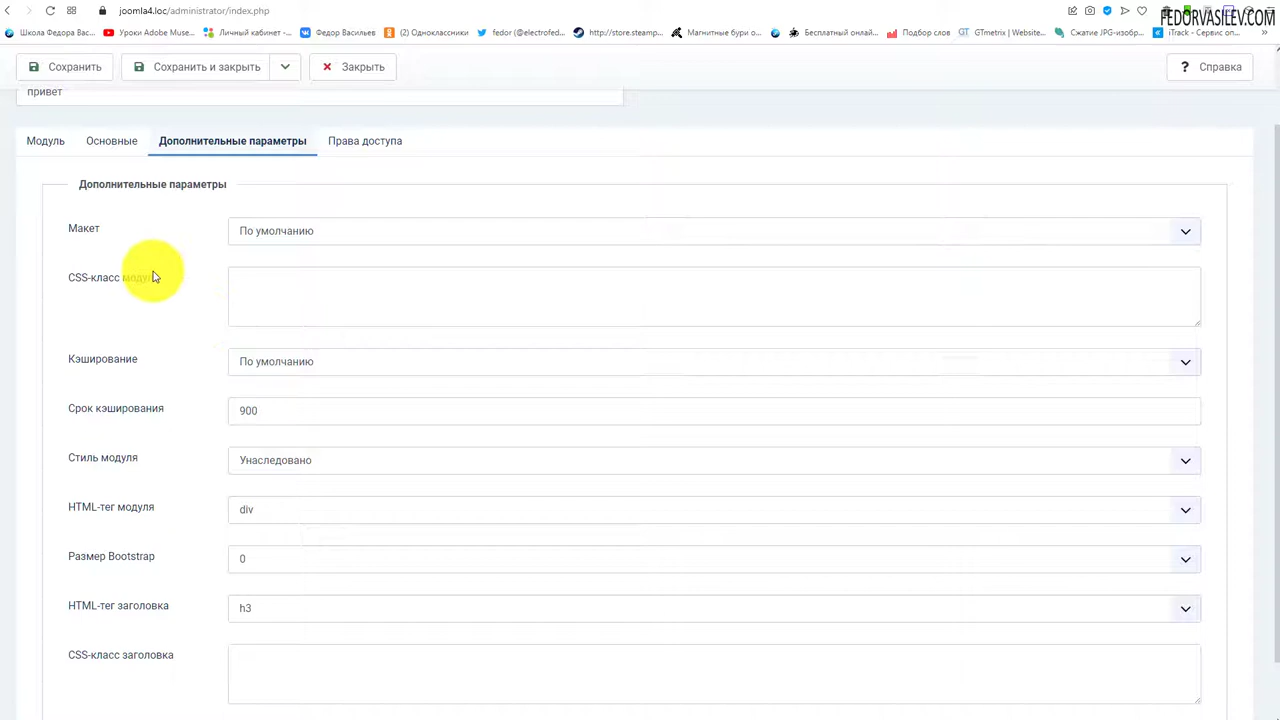 joomla4.loc/administrator/index.php
FEDORVASILEV.COM
Школа Федора Вас...
Уроки Adobe Muse...
Личный кабинет -...
Федор Васильев
(2) Одноклассники
fedor (@electrofed...
http://store.steamp...
Магнитные бури о...
Бесплатный онлай...
Подбор слов
GTmetrix | Website...
Сжатие JPG-изобр...
iTrack - Сервис оп...
Сохранить
Сохранить и закрыть
Закрыть
Справка
привет
Модуль
Основные
Дополнительные параметры
Права доступа
Дополнительные параметры
Макет
По умолчанию
CSS-класс модуля
Кэширование
По умолчанию
Срок кэширования
900
Стиль модуля
Унаследовано
HTML-тег модуля
div
Размер Bootstrap
0
HTML-тег заголовка
h3
CSS-класс заголовка